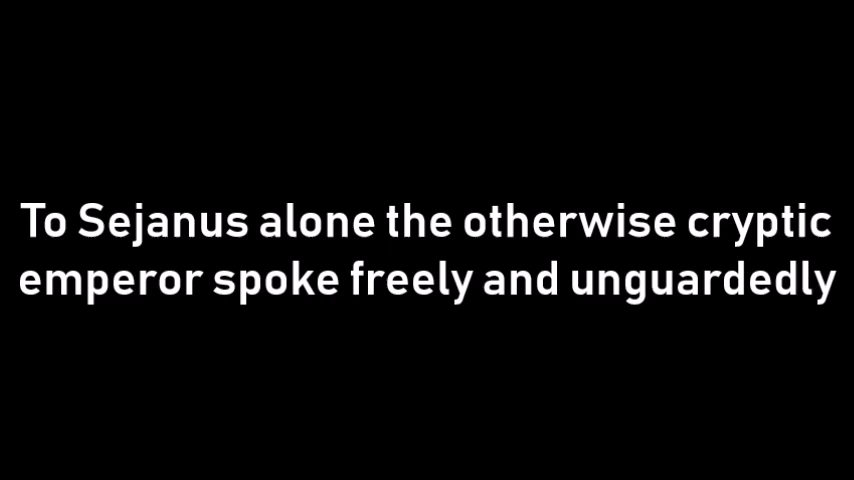 To Sejanus alone the otherwise cryptic
emperor spoke freely and unguardedly